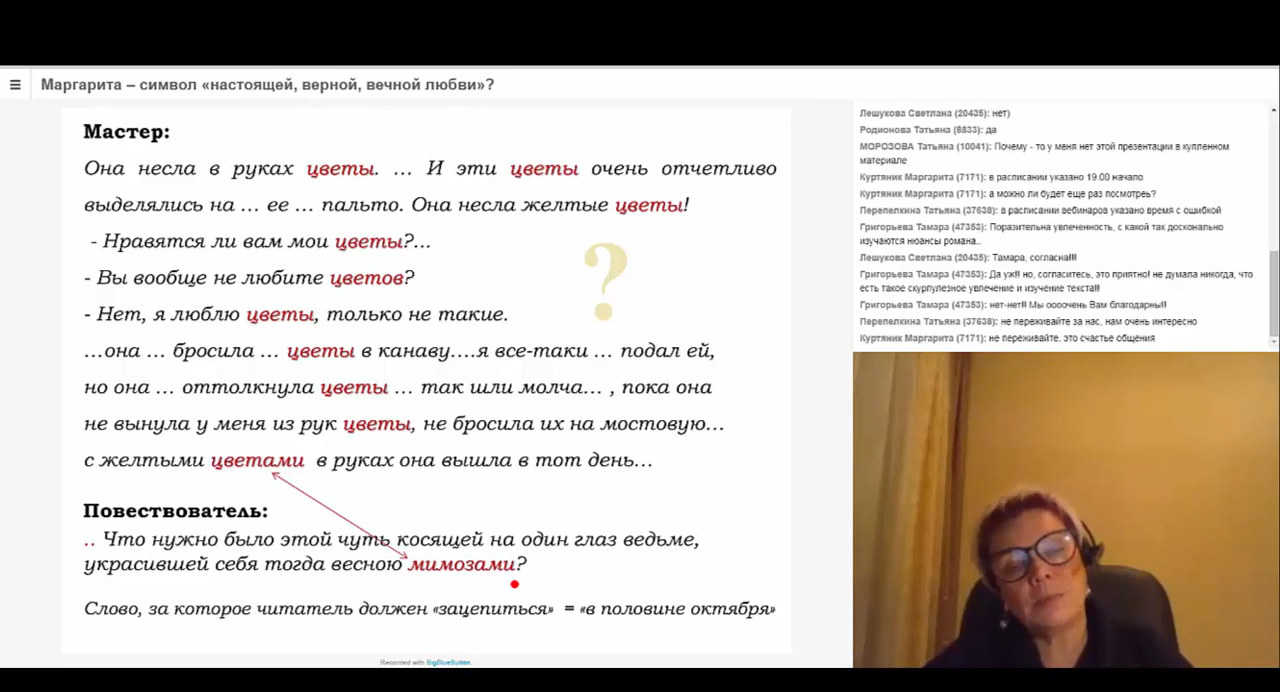 Маргарита – символ «настоящей, верной, вечной любви»?
Мастер:
Она несла в руках цветы. ... И эти цветы очень отчетливо
выделялись на ... ее ... пальто. Она несла желтые цветы!
- Нравятся ли вам мои цветы?...
- Вы вообще не любите цветов?
- Нет, я люблю цветы, только не такие.
...она ... бросила ... цветы в канаву....я все-таки ... подал ей,
но она ... оттолкнула цветы ... так шли молча... , пока она
не вынула у меня из рук цветы, не бросила их на мостовую...
с желтыми цветами в руках она вышла в тот день...
?
Повествователь:
.. Что нужно было этой чуть косящей на один глаз ведьме,
украсившей себя тогда весною мимозами?
Слово, за которое читатель должен «зацепиться» = «в половине октября»
Recorded with BigBlueButton.
Лешукова Светлана (20435): нет)
Родионова Татьяна (8833): да
МОРОЗОВА Татьяна (10041): Почему - то у меня нет этой презентации в купленном
материале
Куртяник Маргарита (7171): в расписании указано 19.00 начало
Куртяник Маргарита (7171): а можно ли будет еще раз посмотреь?
Перепелкина Татьяна (37638): в расписании вебинаров указано время с ошибкой
Григорьева Тамара (47353): Поразительна увлеченность, с какой так досконально
изучаются нюансы романа..
Лешукова Светлана (20435): Тамара, согласна!!!
Григорьева Тамара (47353): Да уж!! но, согласитесь, это приятно! не думала никогда, что
есть такое скурпулезное увлечение и изучение текста!!!
Григорьева Тамара (47353): нет-нет!! Мы оооочень Вам благодарны!!
Перепелкина Татьяна (37638): не переживайте за нас, нам очень интересно
Куртяник Маргарита (7171): не переживайте. это счастье общения